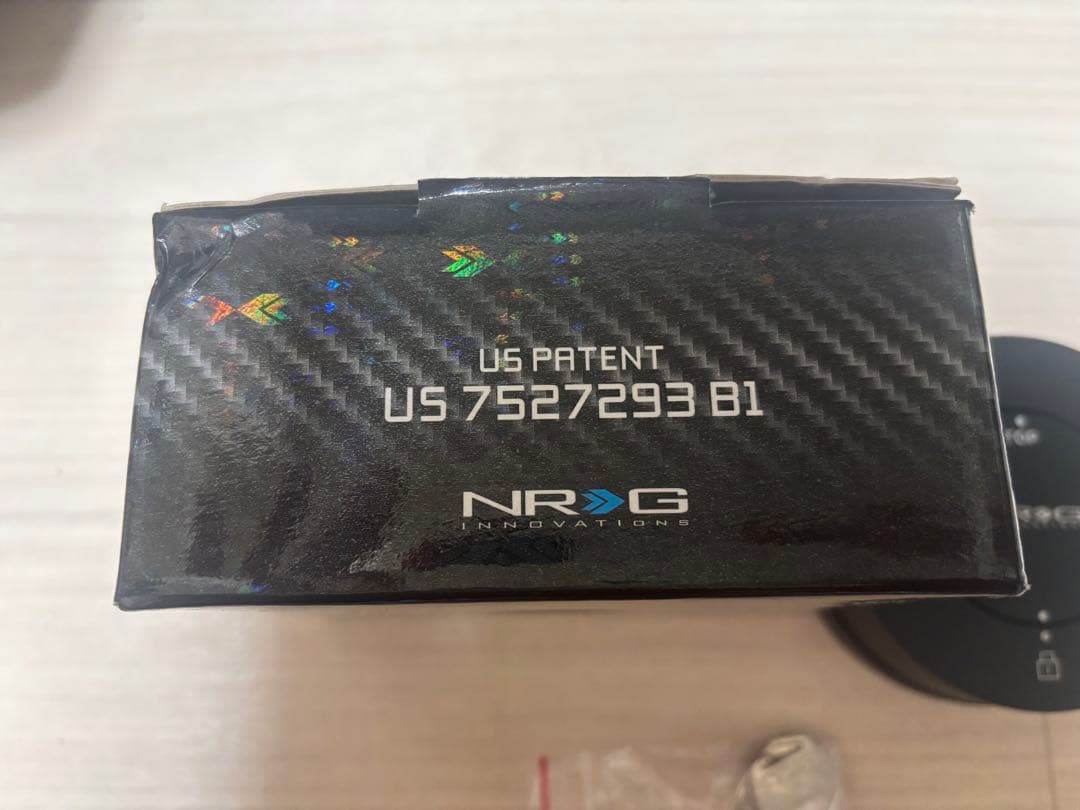 US PATENT
US 7527293 B1
NRG
INNOVATIONS